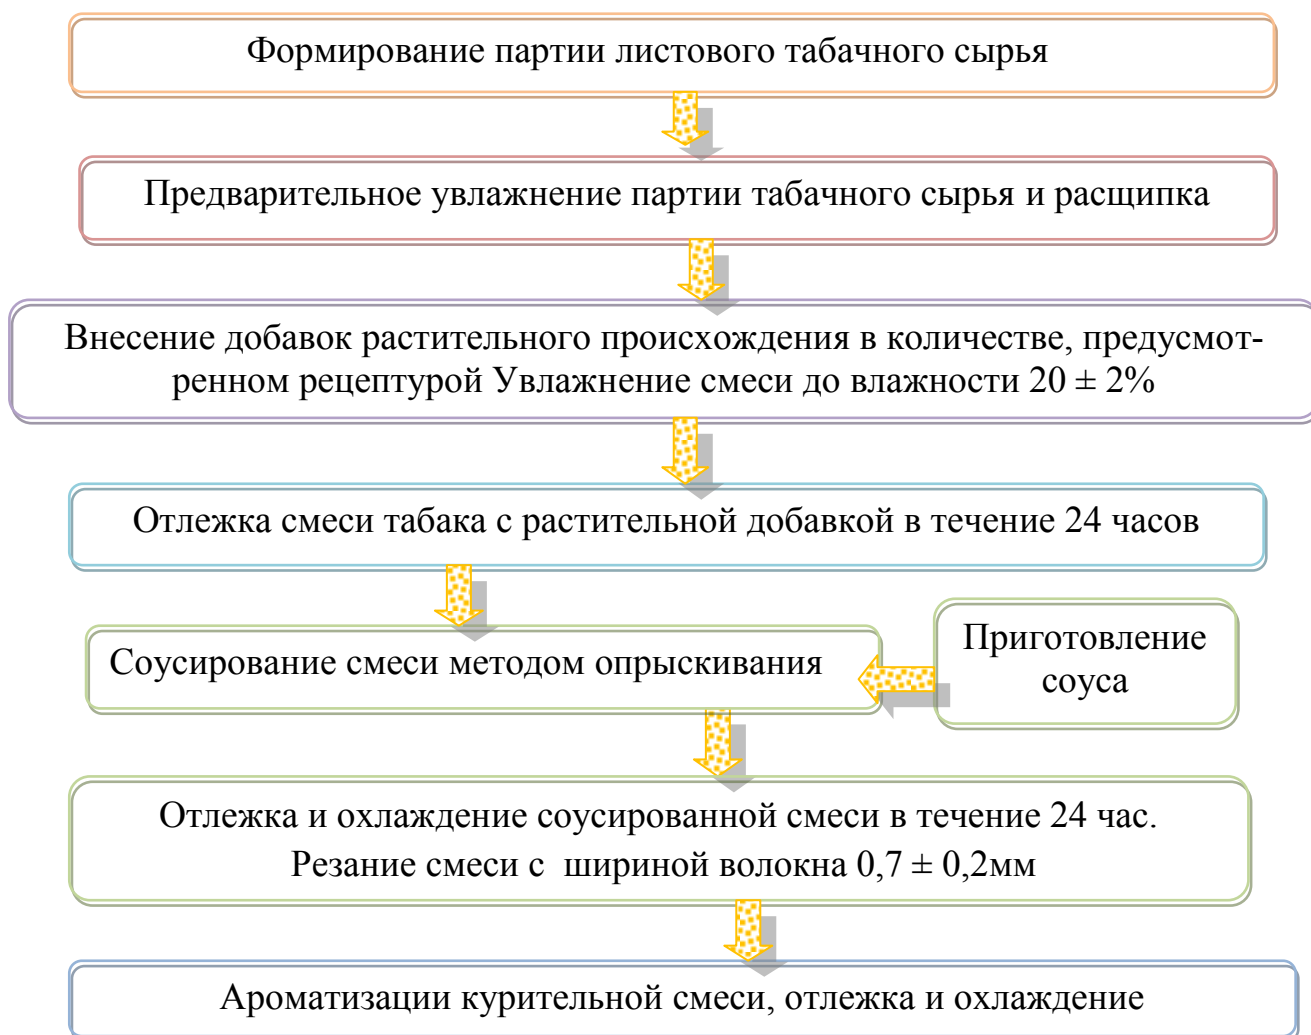 Формирование партии листового табачного сырья
Предварительное увлажнение партии табачного сырья и расщипка
Внесение добавок растительного происхождения в количестве, предусмот-
ренном рецептурой Увлажнение смеси до влажности 20 ± 2%
Отлежка смеси табака с растительной добавкой в течение 24 часов
Соусирование смеси методом опрыскивания
Приготовление
соуса
Отлежка и охлаждение соусированной смеси в течение 24 час.
Резание смеси с ширинoй волокна 0,7 ± 0,2мм
Ароматизации курительной смеси, отлежка и охлаждение